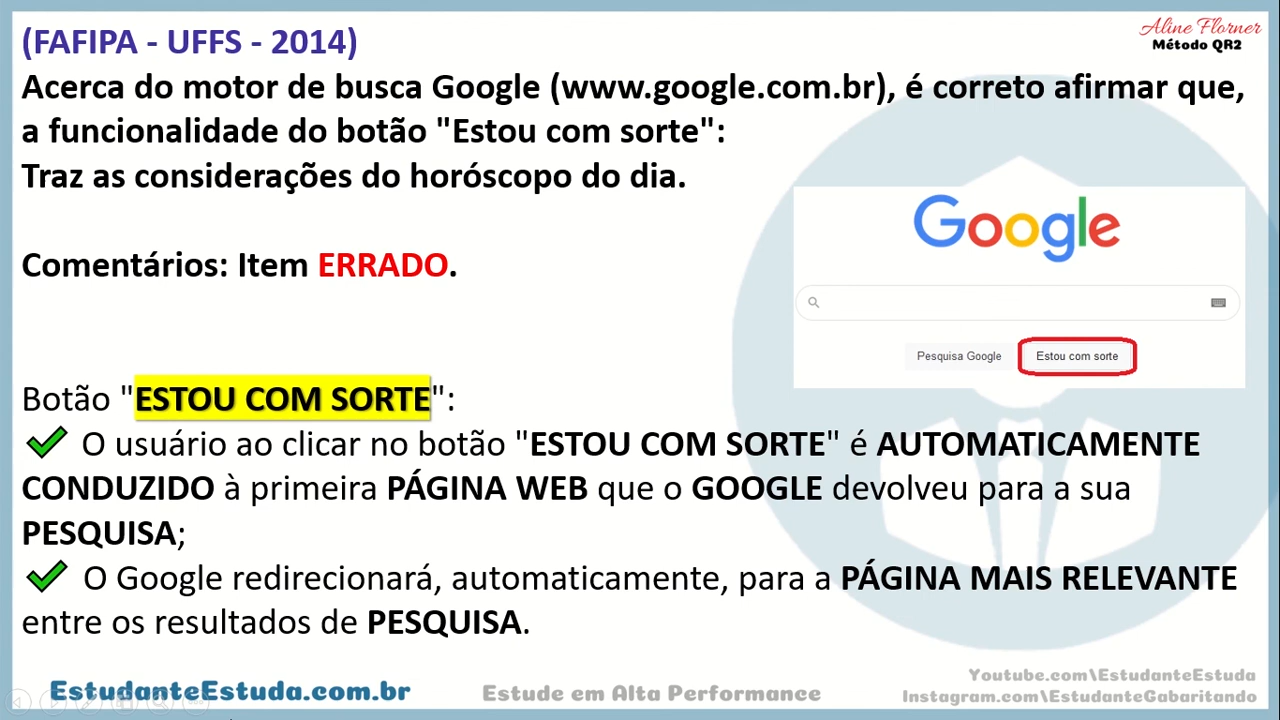 Aline Florner
Método QR2
(FAFIPA - UFFS - 2014)
Acerca do motor de busca Google (www.google.com.br), é correto afirmar que,
a funcionalidade do botão "Estou com sorte":
Traz as considerações do horóscopo do dia.
Comentários: Item ERRADO.
Google
Pesquisa Google
Estou com sorte
Botão "ESTOU COM SORTE":
O usuário ao clicar no botão "ESTOU COM SORTE" é AUTOMATICAMENTE
CONDUZIDO à primeira PÁGINA WEB que o GOOGLE devolveu para a sua
PESQUISA;
O Google redirecionará, automaticamente, para a PÁGINA MAIS RELEVANTE
entre os resultados de PESQUISA.
EstudanteEstuda.com.br
Estude em Alta Performance
Youtube.com/EstudanteEstuda
Instagram.com/EstudanteGabaritando